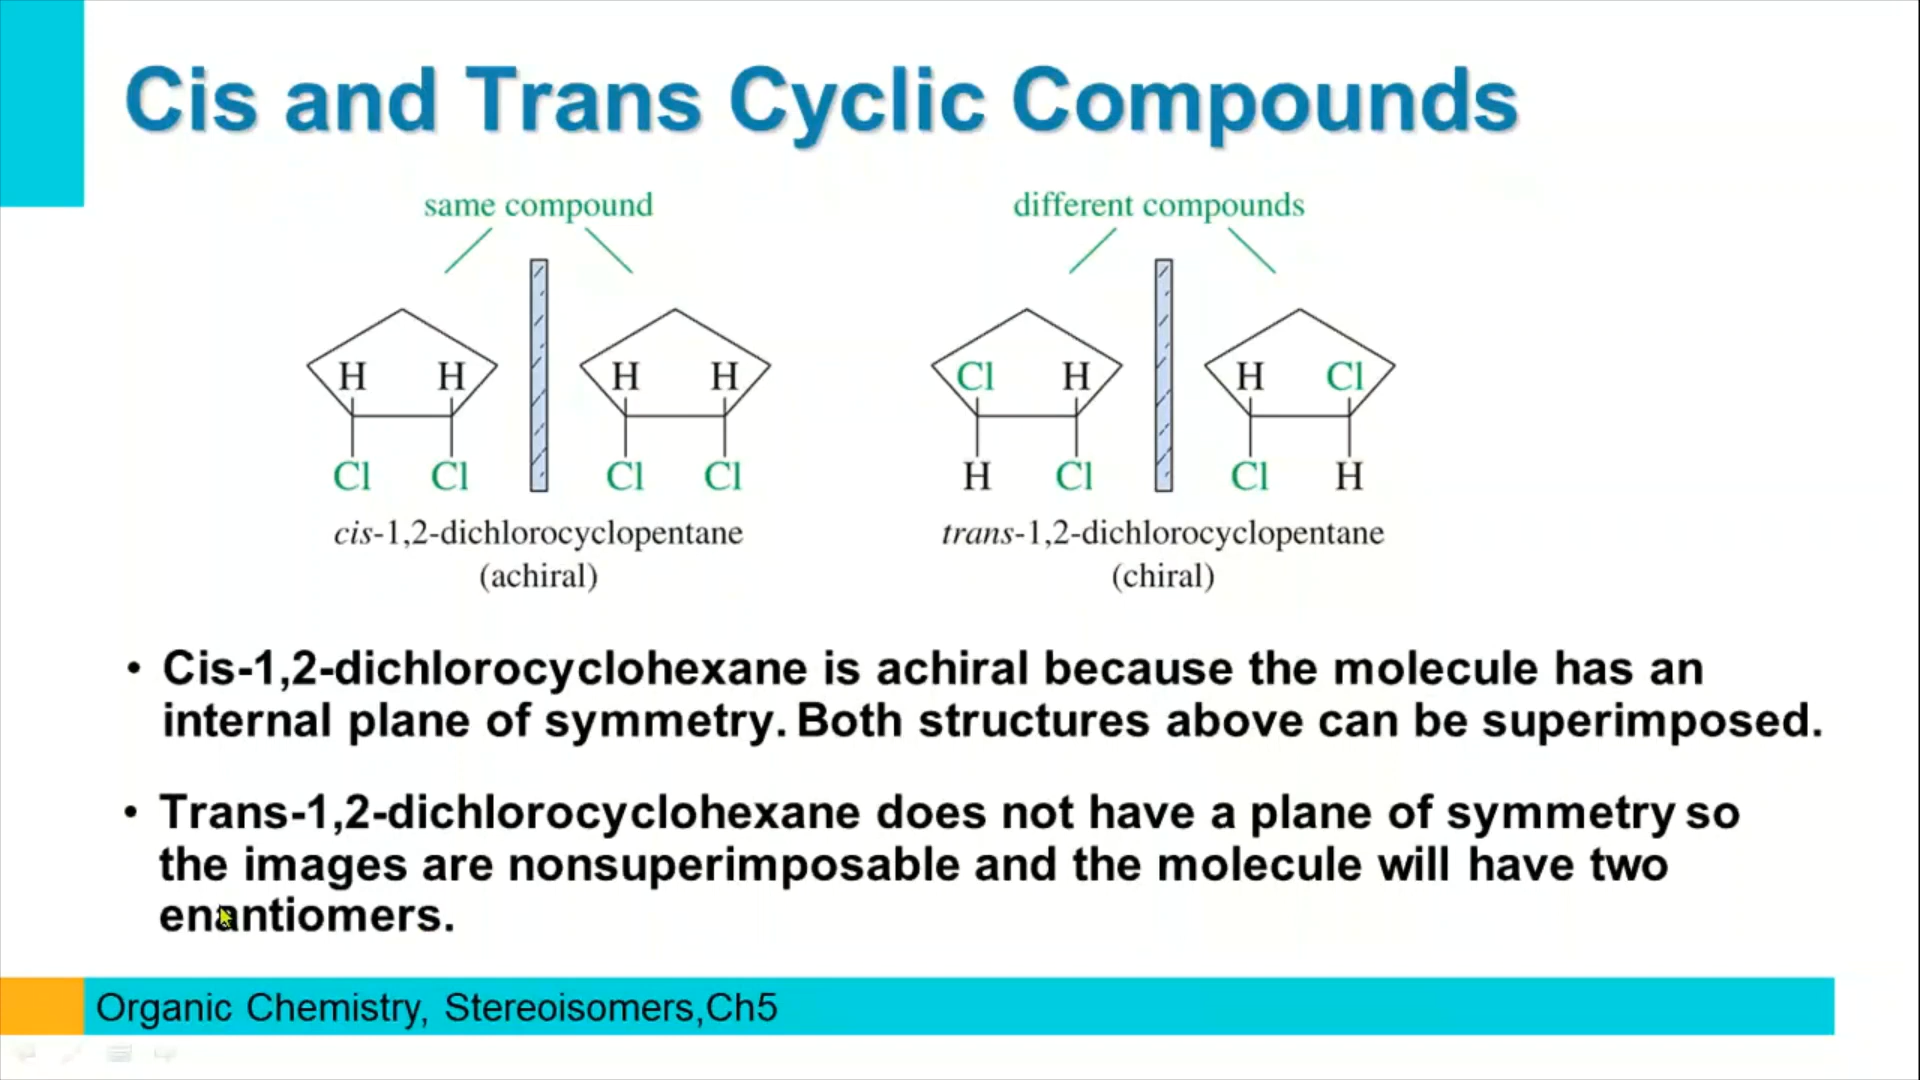 Cis and Trans Cyclic Compounds
same compound
different compounds
H H H H Cl H H Cl
Cl Cl Cl Cl H Cl Cl H
cis-1,2-dichlorocyclopentane
(achiral)
trans-1,2-dichlorocyclopentane
(chiral)
• Cis-1,2-dichlorocyclohexane is achiral because the molecule has an
internal plane of symmetry. Both structures above can be superimposed.
• Trans-1,2-dichlorocyclohexane does not have a plane of symmetry so
the images are nonsuperimposable and the molecule will have two
enantiomers.
Organic Chemistry, Stereoisomers,Ch5